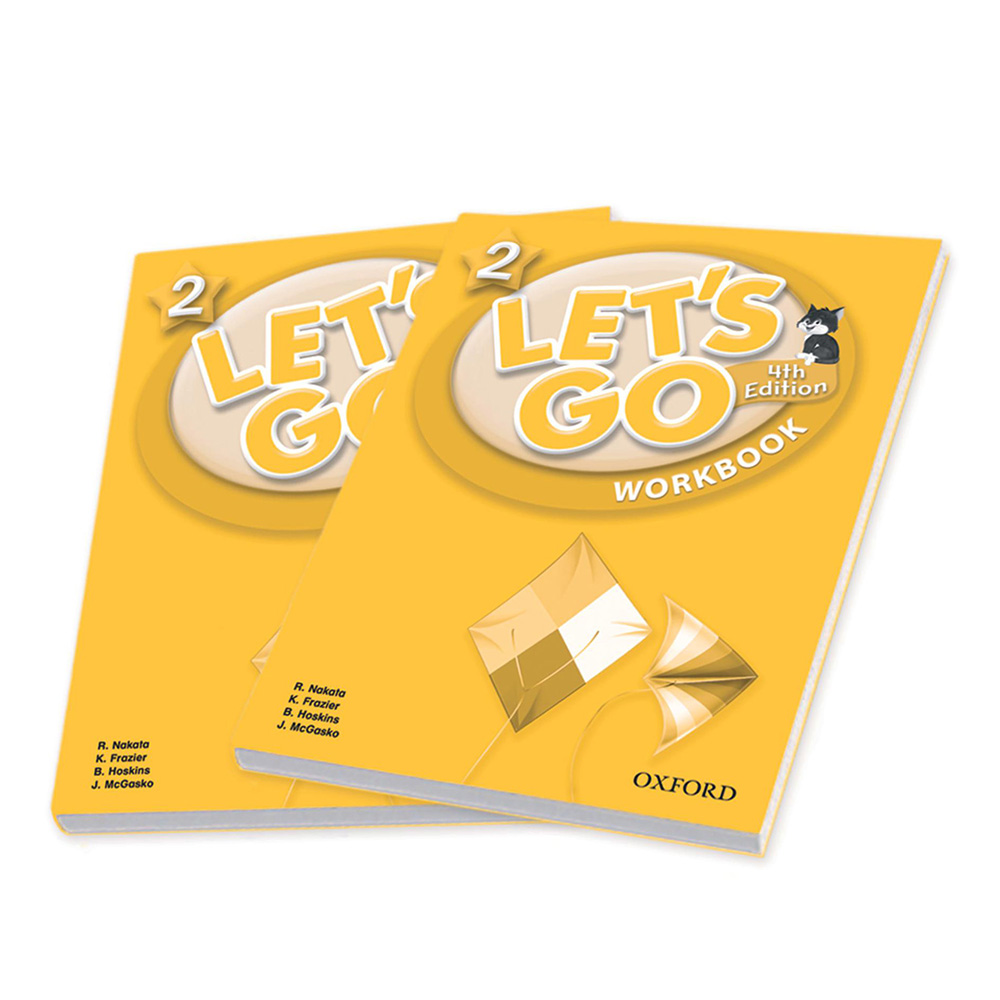 2
LET'S
GO
R. Nakata
K. Frazier
B. Hoskins
J. McGasko
2
LET'S
GO
4th
Edition
WORKBOOK
R. Nakata
K. Frazier
B. Hoskins
J. McGasko
OXFORD